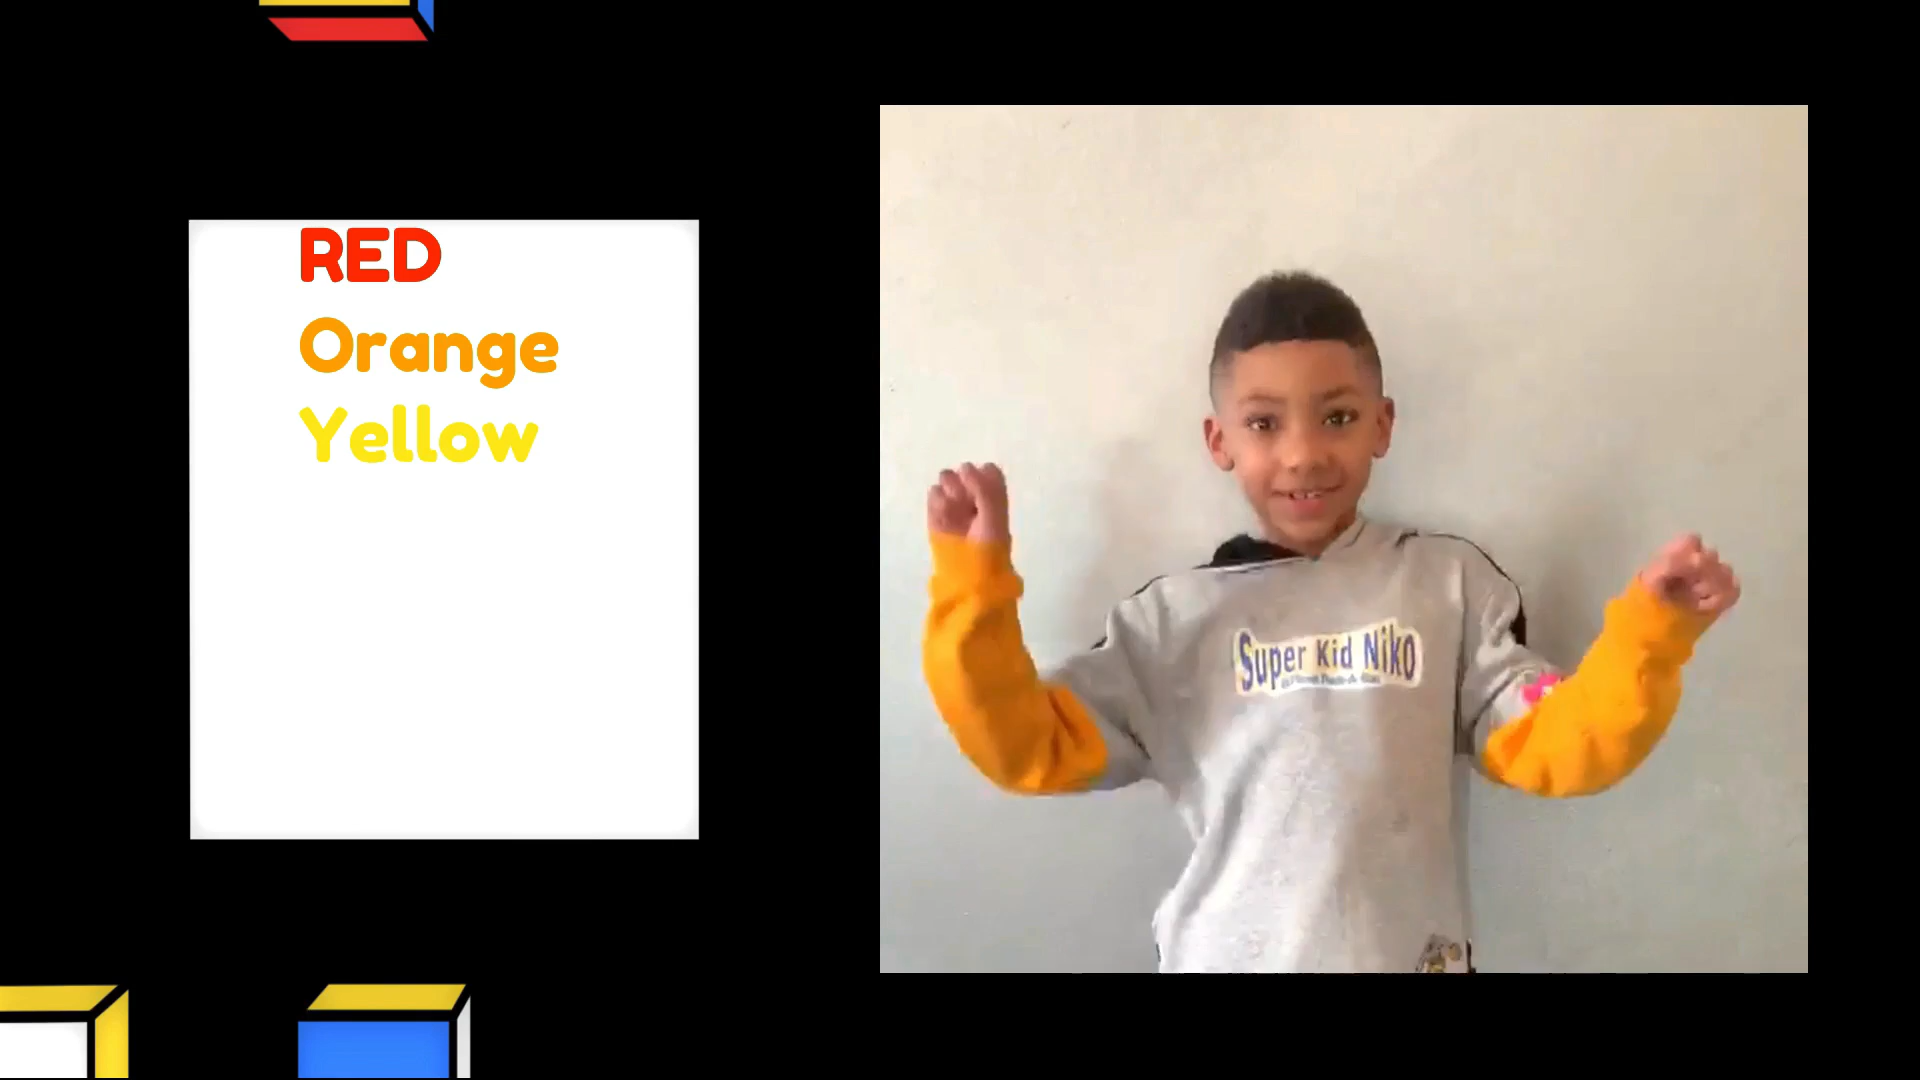 RED
Orange
Yellow
Super Kid Niko